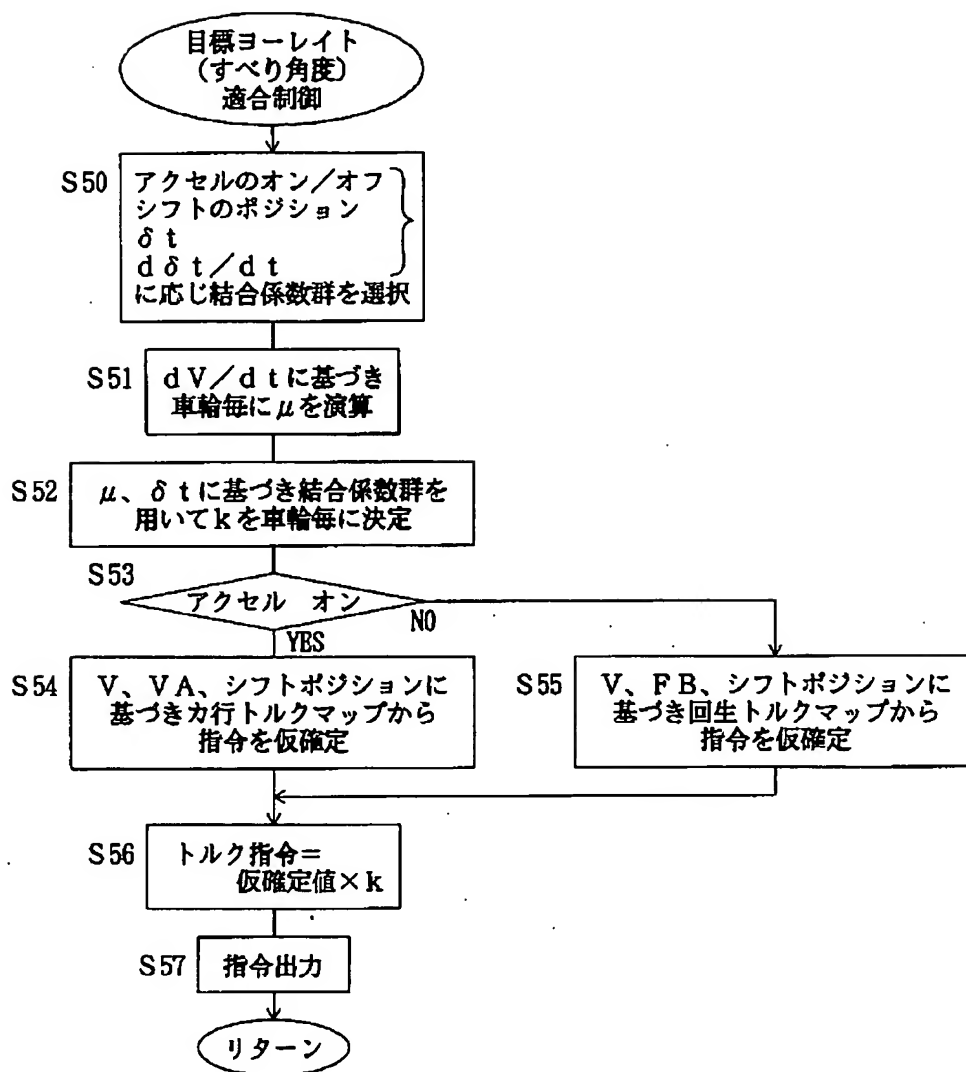 目標ヨーレイト
(すべり角度)
適合制御
S50
アクセルのオン/オフ
シフトのポジション
δt
dδt/dt
に応じ結合係数群を選択
S51
dV/dtに基づき
車輪毎にμを演算
S52
μ、δtに基づき結合係数群を
用いてkを車輪毎に決定
S53
アクセル オン
NO
YES
S54
V、VA、シフトポジションに
基づき力行トルクマップから
指令を仮確定
S55
V、FB、シフトポジションに
基づき回生トルクマップから
指令を仮確定
S56
トルク指令=
仮確定値×k
S57
指令出力
リターン